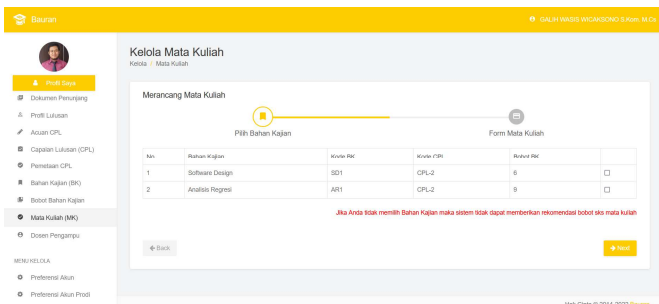 Bauran
GALIH WASIS WICAKSONO S.Kom. M.Cs
Profil Saya
Dokumen Penunjang
Profil Lulusan
Acuan CPL
Capaian Lulusan (CPL)
Pemetaan CPL
Bahan Kajian (BK)
Bobot Bahan Kajian
Mata Kuliah (MK)
Dosen Pengampu
MENU KELOLA
Preferensi Akun
Preferensi Akun Prodi
Kelola Mata Kuliah
Kelola / Mata Kuliah
Merancang Mata Kuliah
Pilih Bahan Kajian
Form Mata Kuliah
No Bahan Kajian Kode BK Kode CPL Bobot BK
1 Software Design SD1 CPL-2 6
2 Analisis Regresi AR1 CPL-2 9
Jika Anda tidak memilih Bahan Kajian maka sistem tidak dapat memberikan rekomendasi bobot sks mata kuliah
Back
Next